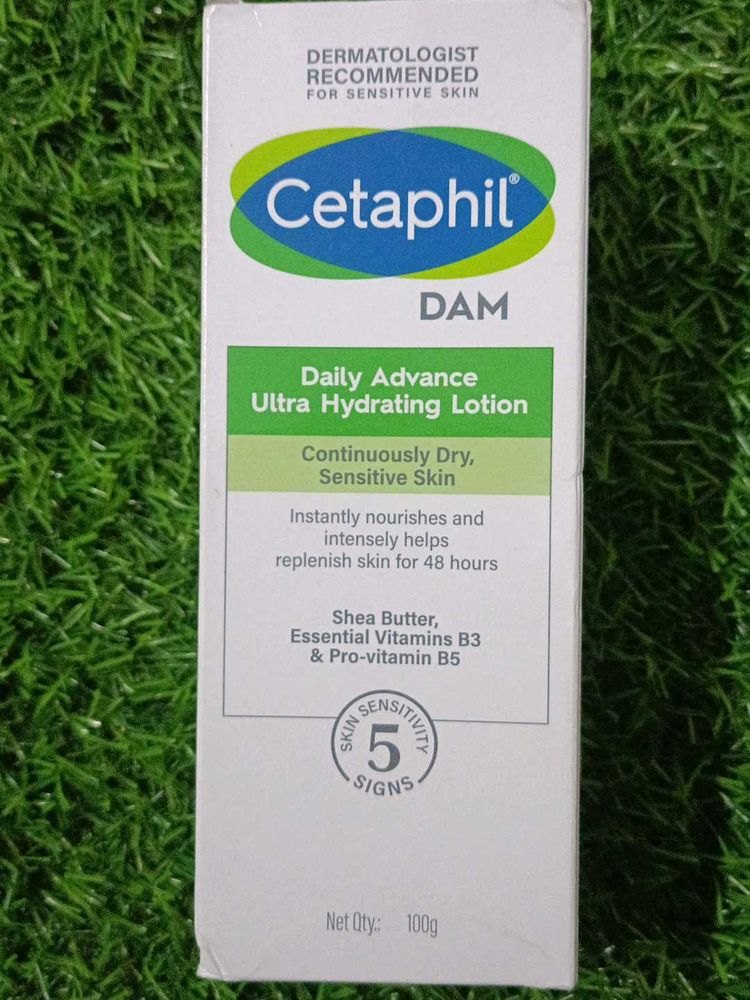 DERMATOLOGIST
RECOMMENDED
FOR SENSITIVE SKIN
Cetaphil®
DAM
Daily Advance
Ultra Hydrating Lotion
Continuously Dry,
Sensitive Skin
Instantly nourishes and
intensely helps
replenish skin for 48 hours
Shea Butter,
Essential Vitamins B3
& Pro-vitamin B5
SKIN SENSITIVITY
5
SIGNS
Net Qty.: 100g